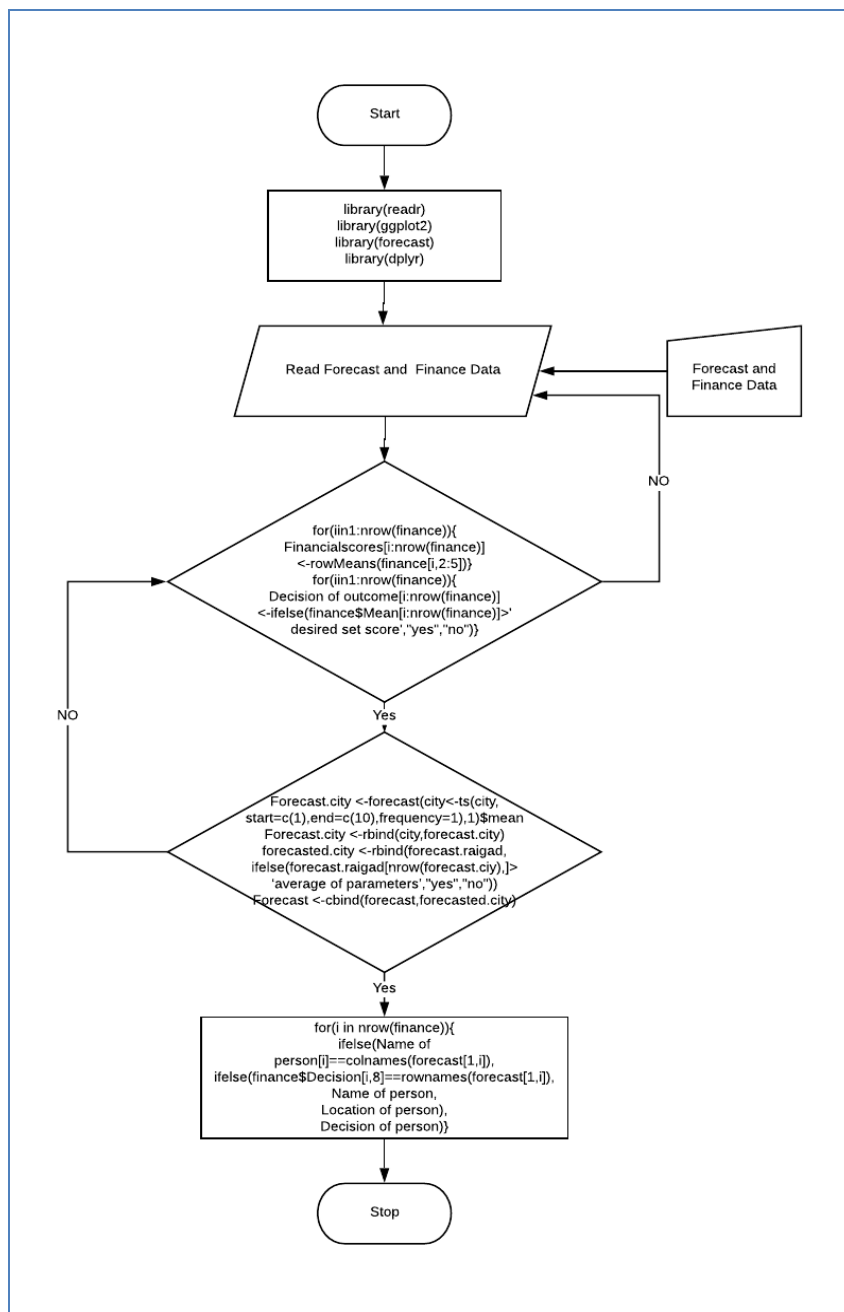 Start
library(readr)
library(ggplot2)
library(forecast)
library(dplyr)
Read Forecast and Finance Data
Forecast and
Finance Data
NO
for(iin1:nrow(finance)){
Financialscores[i:nrow(finance)]
<-rowMeans(finance[i,2:5])}
for(iin1:nrow(finance)){
Decision of outcome[i:nrow(finance)]
<-ifelse(finance$Mean[i:nrow(finance)]>'
desired set score',"yes","no")}
NO
Yes
Forecast.city <-forecast(city<-ts(city,
start=c(1),end=c(10),frequency=1),1)$mean
Forecast.city <-rbind(city,forecast.city)
forecasted.city <-rbind(forecast.raigad,
ifelse(forecast.raigad[nrow(forecast.ciy),]>
'average of parameters',"yes","no"))
Forecast <-cbind(forecast,forecasted.city)
Yes
for(i in nrow(finance)){
ifelse(Name of
person[i]==colnames(forecast[1,i]),
ifelse(finance$Decision[i,8]==rownames(forecast[1,i]),
Name of person,
Location of person),
Decision of person)}
Stop